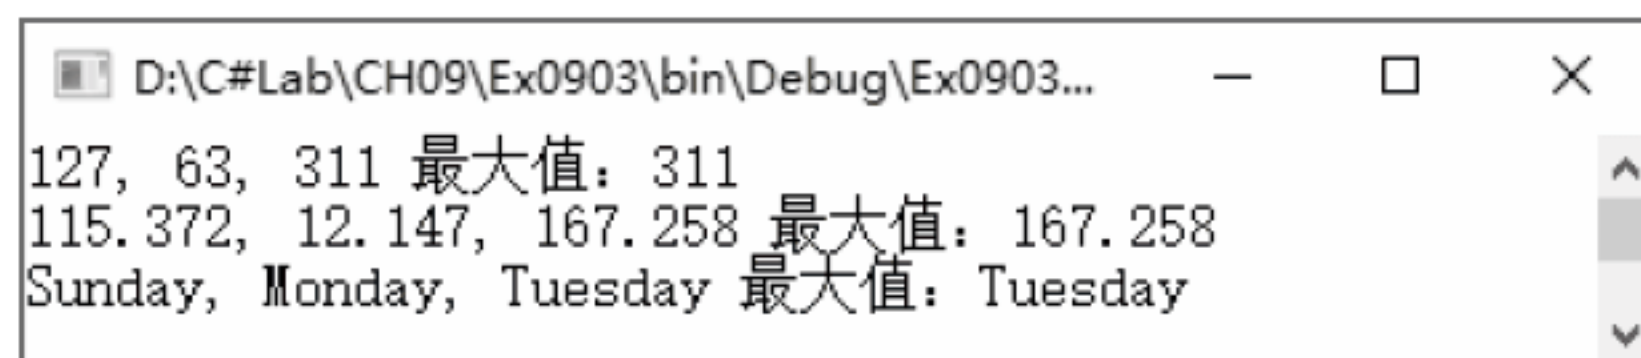 D:\C#Lab\CH09\Ex0903\bin\Debug\Ex0903...
127, 63, 311 最大值：311
115.372, 12.147, 167.258 最大值：167.258
Sunday, Monday, Tuesday 最大值：Tuesday